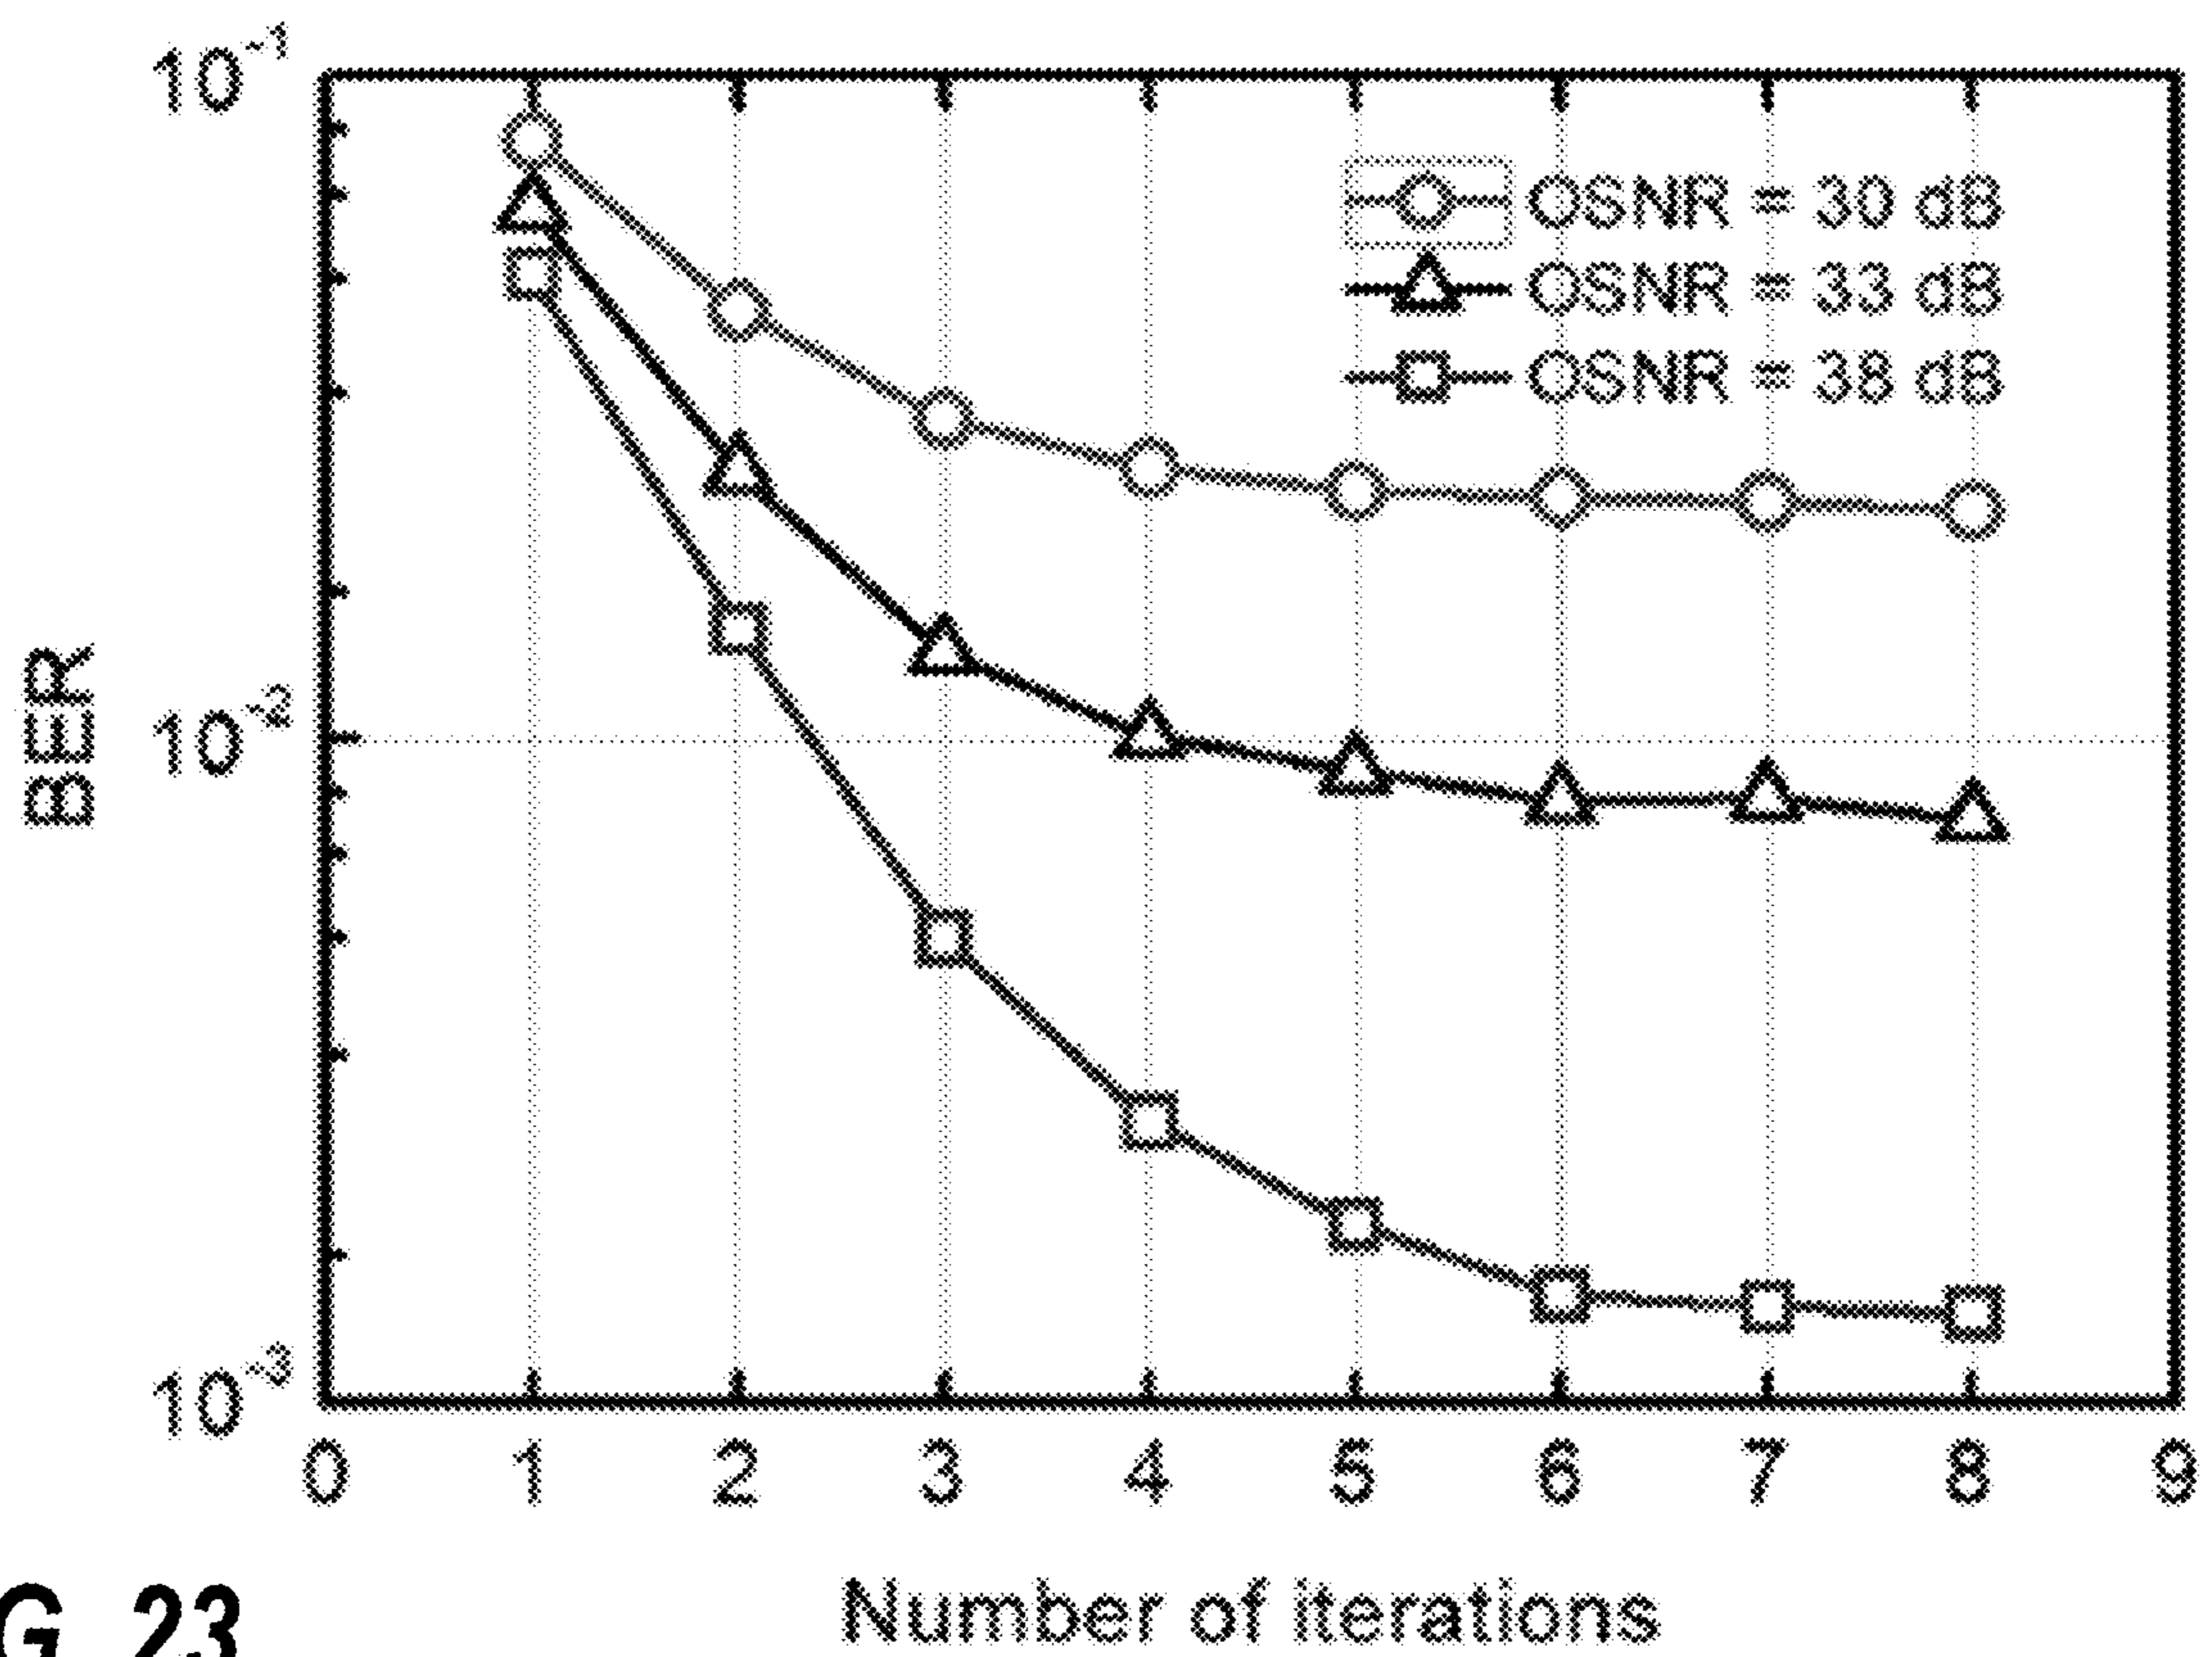 10^-1
OSNR = 30 dB
OSNR = 33 dB
OSNR = 38 dB
BER
10^-2
10^-3
0 1 2 3 4 5 6 7 8 9
Number of iterations
G. 23